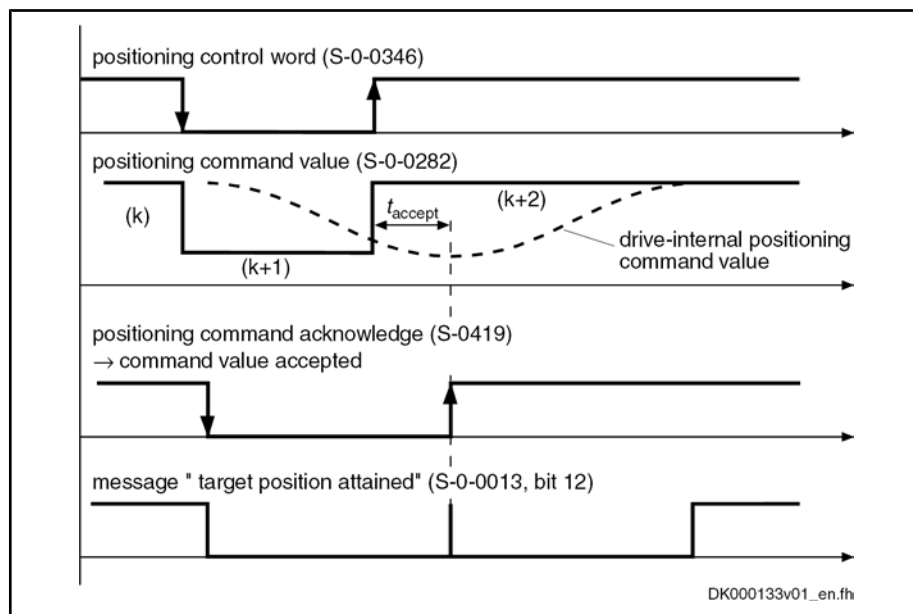 positioning control word (S-0-0346)
positioning command value (S-0-0282)
(k)
t accept
(k+2)
(k+1)
drive-internal positioning
command value
positioning command acknowledge (S-0419)
→ command value accepted
message " target position attained" (S-0-0013, bit 12)
DK000133v01_en.fh